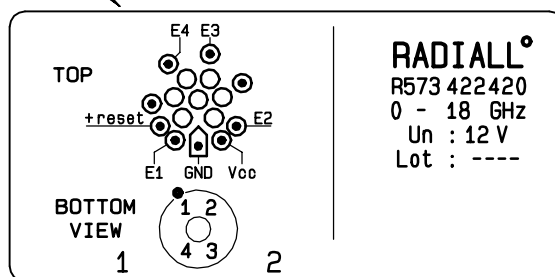 E4 E3
TOP
+reset
E2
E1 GND Vcc
BOTTOM
VIEW
1 2
4 3
1 2
RADIALL°
R573 422420
0 - 18 GHz
Un : 12 V
Lot : ----